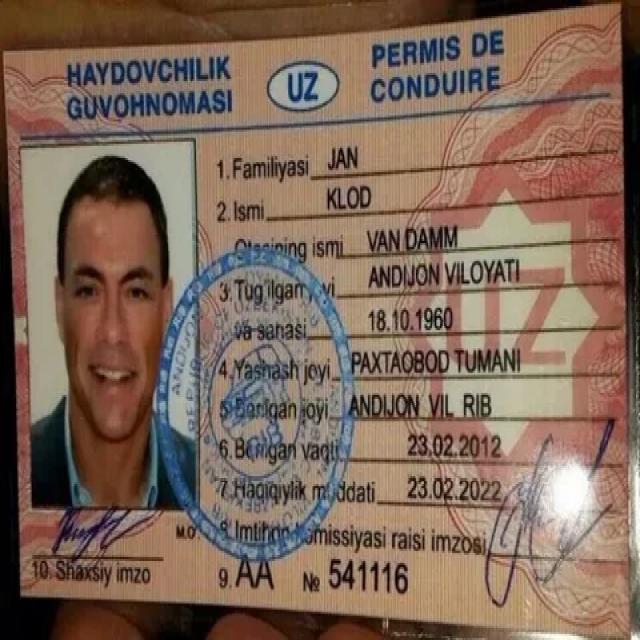 HAYDOVCHILIK
GUVOHNOMASI
UZ
PERMIS DE
CONDUIRE
1. Familiyasi JAN
2. Ismi KLOD
Otasining ismi VAN DAMM
3. Tug'ilgan joyi ANDIJON VILOYATI
va sanasi 18.10.1960
4. Yashash joyi PAXTAOBOD TUMANI
5. Berilgan joyi ANDIJON VIL RIB
6. Berilgan vaqti 23.02.2012
7. Haqiqiylik muddati 23.02.2022
M.O'
8. Imtihon komissiyasi raisi imzosi
10. Shaxsiy imzo
9. AA № 541116
UZ